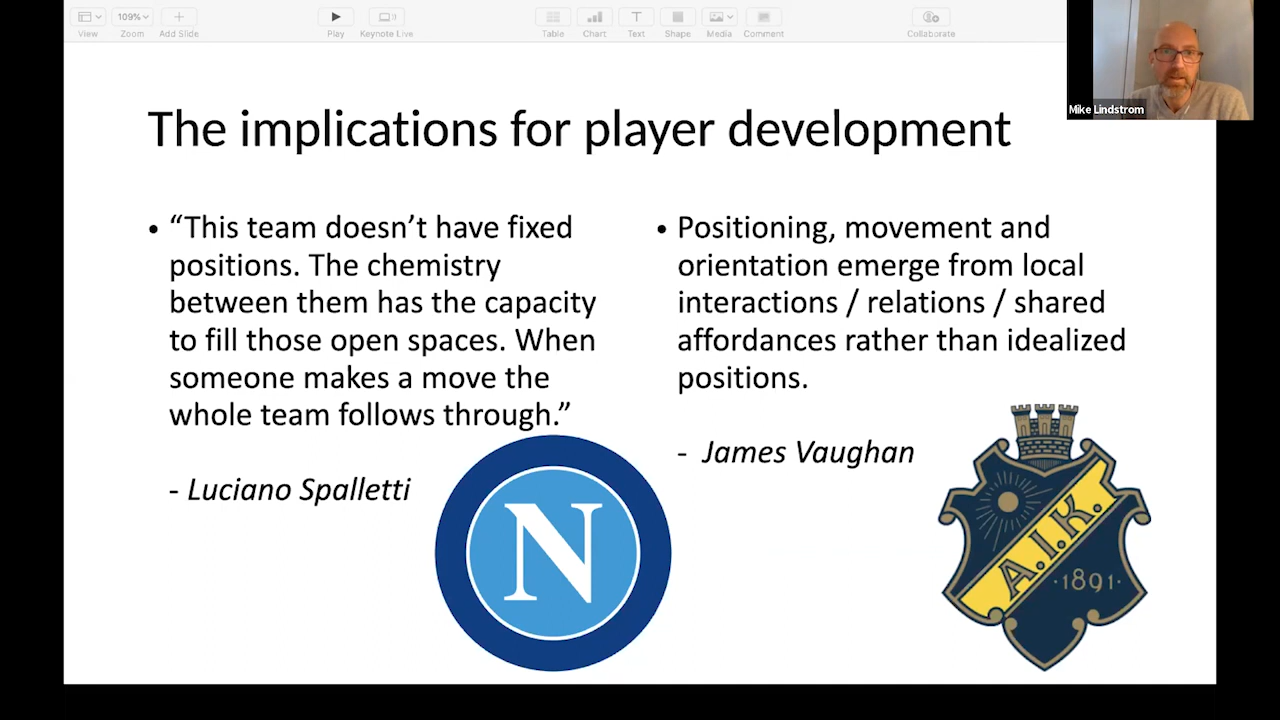 109%
View
Zoom
Add Slide
Play
Keynote Live
Table
Chart
Text
Shape
Media
Comment
Collaborate
Mike Lindstrom
The implications for player development
• “This team doesn’t have fixed
positions. The chemistry
between them has the capacity
to fill those open spaces. When
someone makes a move the
whole team follows through.”
- Luciano Spalletti
N
• Positioning, movement and
orientation emerge from local
interactions / relations / shared
affordances rather than idealized
positions.
- James Vaughan
A.I.K.
·1891·